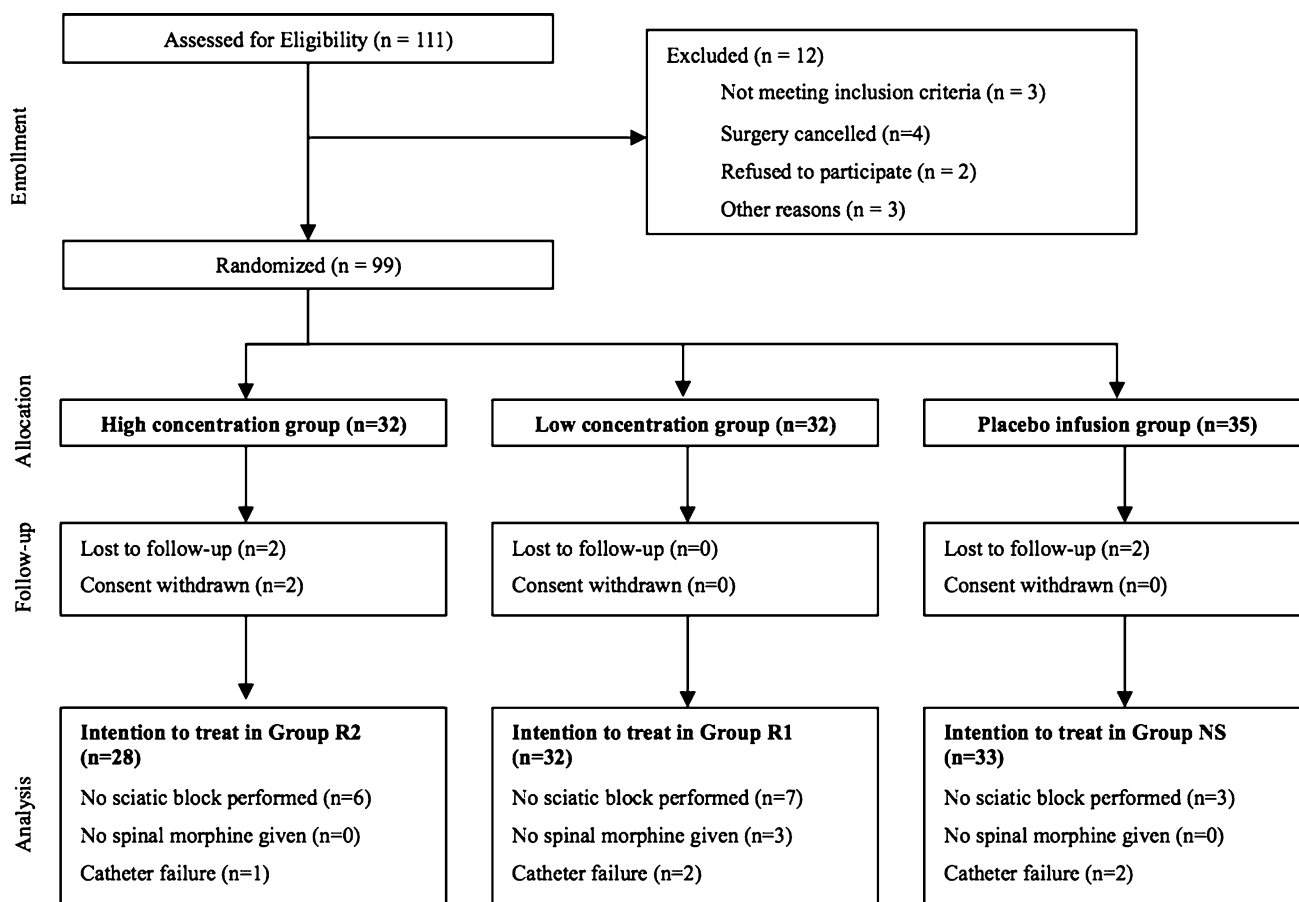 Assessed for Eligibility (n = 111)
Excluded (n = 12)
Not meeting inclusion criteria (n = 3)
Surgery cancelled (n=4)
Refused to participate (n = 2)
Other reasons (n = 3)
Enrollment
Randomized (n = 99)
Allocation
High concentration group (n=32)
Low concentration group (n=32)
Placebo infusion group (n=35)
Follow-up
Lost to follow-up (n=2)
Consent withdrawn (n=2)
Lost to follow-up (n=0)
Consent withdrawn (n=0)
Lost to follow-up (n=2)
Consent withdrawn (n=0)
Analysis
Intention to treat in Group R2
(n=28)
No sciatic block performed (n=6)
No spinal morphine given (n=0)
Catheter failure (n=1)
Intention to treat in Group R1
(n=32)
No sciatic block performed (n=7)
No spinal morphine given (n=3)
Catheter failure (n=2)
Intention to treat in Group NS
(n=33)
No sciatic block performed (n=3)
No spinal morphine given (n=0)
Catheter failure (n=2)